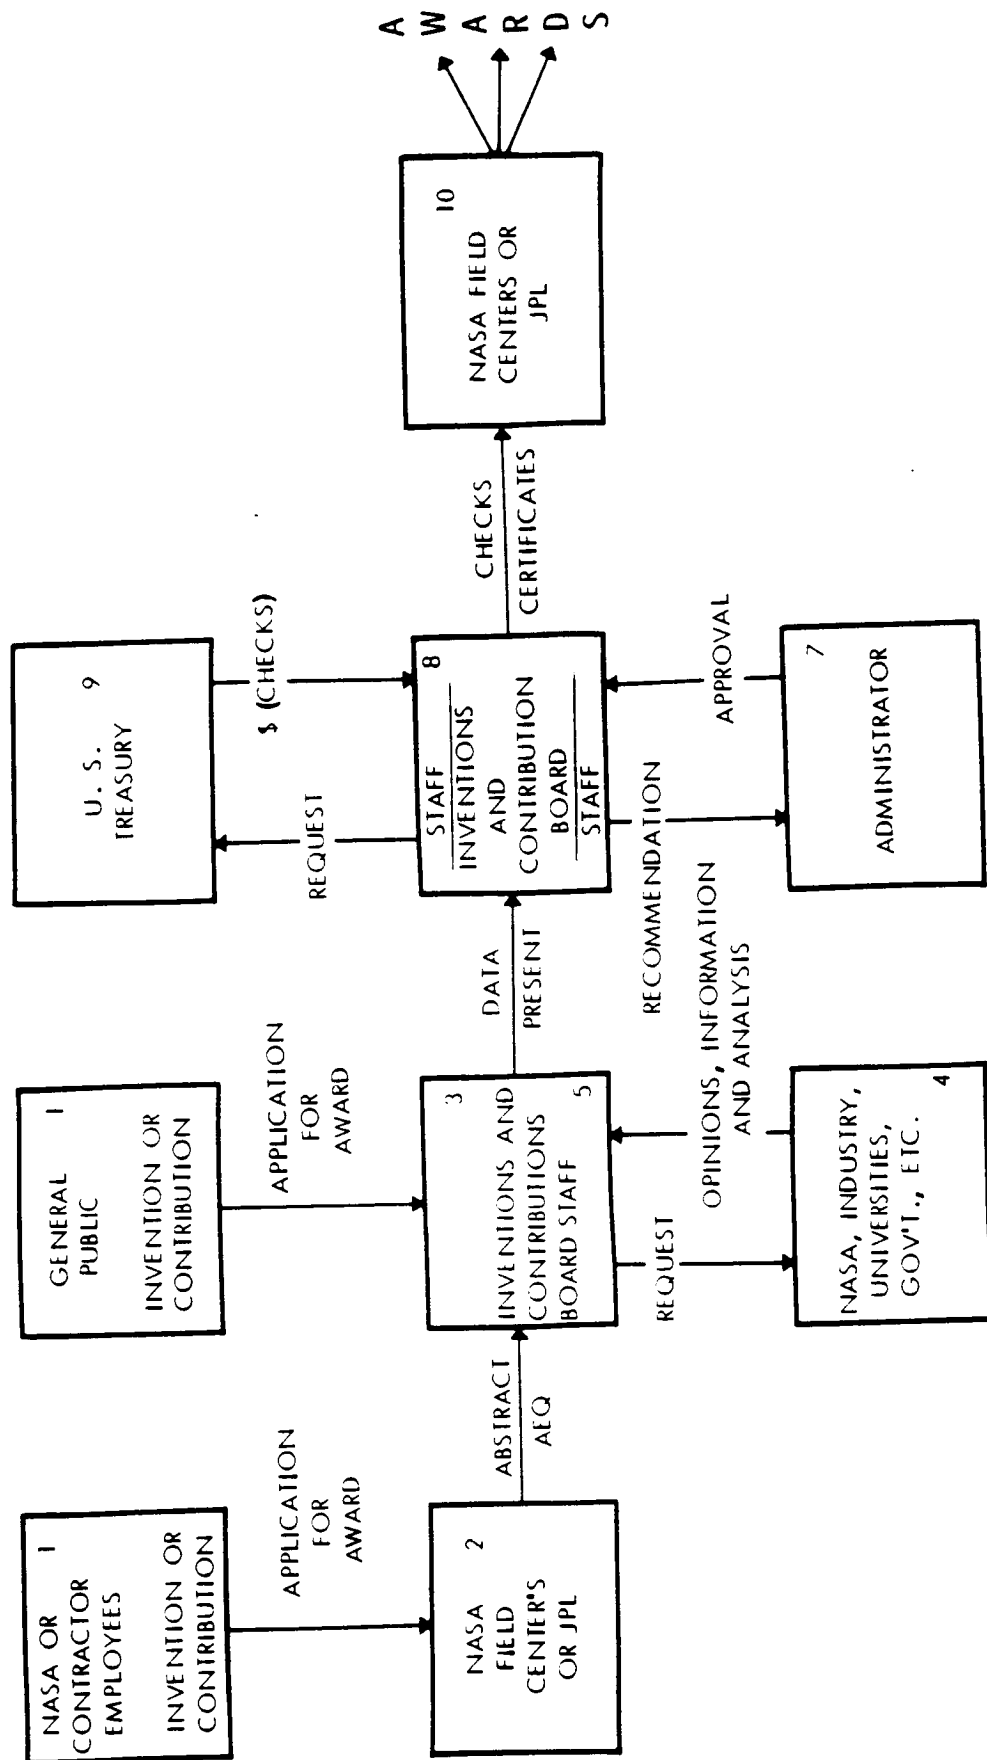 NASA OR 1
CONTRACTOR
EMPLOYEES
INVENTION OR
CONTRIBUTION
APPLICATION
FOR
AWARD
NASA 2
FIELD
CENTER'S
OR JPL
ABSTRACT
AEQ
GENERAL 1
PUBLIC
INVENTION OR
CONTRIBUTION
APPLICATION
FOR
AWARD
3
INVENTIONS AND
CONTRIBUTIONS
BOARD STAFF
5
REQUEST
OPINIONS, INFORMATION
AND ANALYSIS
NASA, INDUSTRY,
UNIVERSITIES,
GOV'T., ETC.
4
DATA
PRESENT
U. S. 9
TREASURY
REQUEST
$ (CHECKS)
STAFF 8
INVENTIONS
AND
CONTRIBUTION
BOARD
STAFF
RECOMMENDATION
APPROVAL
7
ADMINISTRATOR
CHECKS
CERTIFICATES
10
NASA FIELD
CENTERS OR
JPL
AWARDS